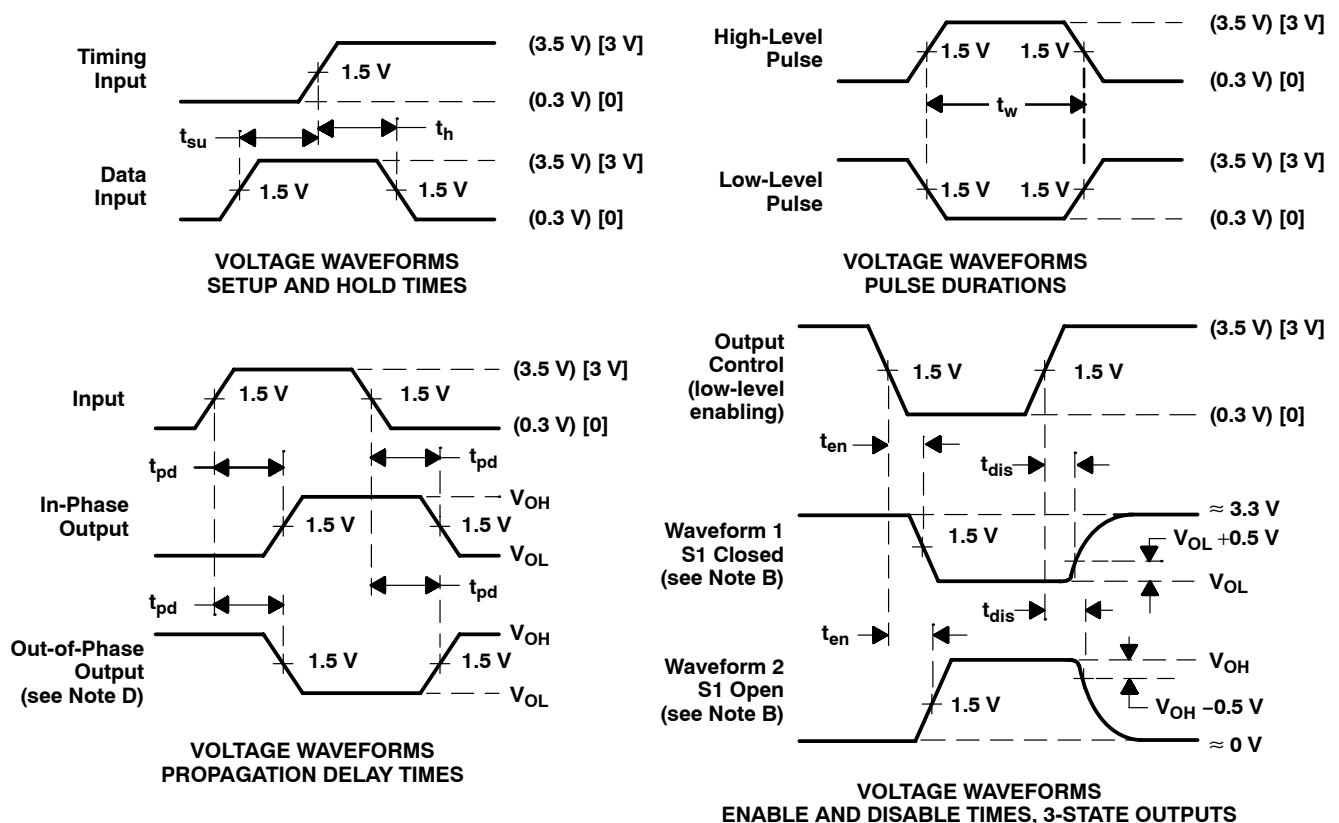 Timing
Input
1.5 V
(3.5 V) [3 V]
(0.3 V) [0]
tsu
th
Data
Input
1.5 V
1.5 V
(3.5 V) [3 V]
(0.3 V) [0]
VOLTAGE WAVEFORMS
SETUP AND HOLD TIMES
High-Level
Pulse
1.5 V
1.5 V
(3.5 V) [3 V]
(0.3 V) [0]
tw
Low-Level
Pulse
1.5 V
1.5 V
(3.5 V) [3 V]
(0.3 V) [0]
VOLTAGE WAVEFORMS
PULSE DURATIONS
Input
1.5 V
1.5 V
(3.5 V) [3 V]
(0.3 V) [0]
tpd
tpd
In-Phase
Output
1.5 V
1.5 V
VOH
VOL
tpd
tpd
Out-of-Phase
Output
(see Note D)
1.5 V
1.5 V
VOH
VOL
VOLTAGE WAVEFORMS
PROPAGATION DELAY TIMES
Output
Control
(low-level
enabling)
1.5 V
1.5 V
(3.5 V) [3 V]
(0.3 V) [0]
ten
tdis
Waveform 1
S1 Closed
(see Note B)
1.5 V
≈ 3.3 V
VOL +0.5 V
VOL
tdis
ten
Waveform 2
S1 Open
(see Note B)
1.5 V
VOH
VOH −0.5 V
≈ 0 V
VOLTAGE WAVEFORMS
ENABLE AND DISABLE TIMES, 3-STATE OUTPUTS